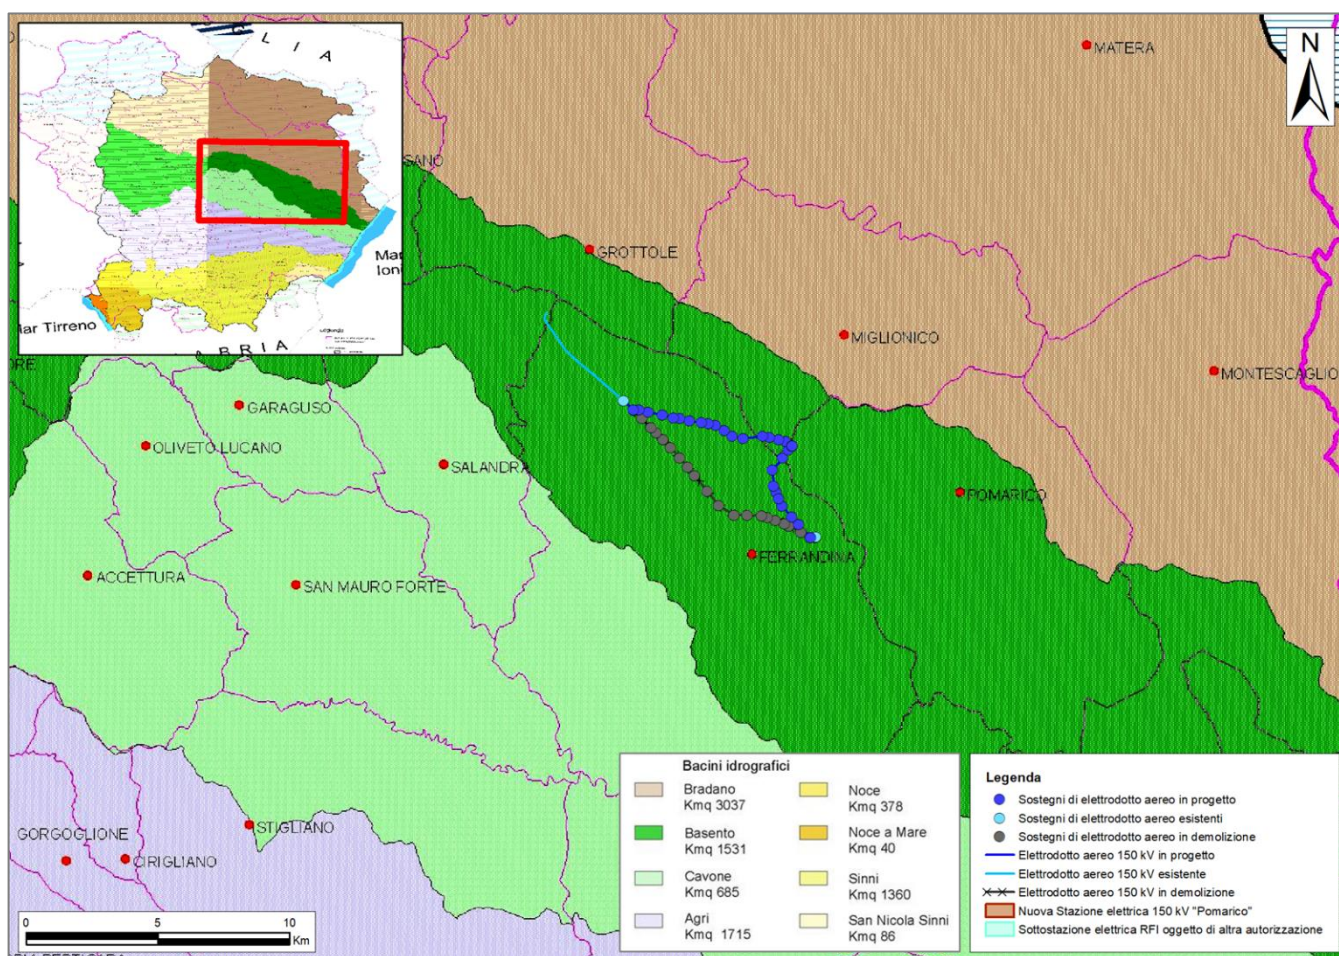 G L I A
Mar
Ioni
Mar Tirreno
A B R I A
N
MATERA
SANO
GROTTOLE
MIGLIONICO
MONTESCAGLIO
ORE
GARAGUSO
OLIVETO LUCANO
SALANDRA
POMARICO
FERRANDINA
ACCETTURA
SAN MAURO FORTE
STIGLIANO
GORGOGLIONE
CIRIGLIANO
0 5 10
Km
Bacini idrografici
Bradano
Kmq 3037
Basento
Kmq 1531
Cavone
Kmq 685
Agri
Kmq 1715
Noce
Kmq 378
Noce a Mare
Kmq 40
Sinni
Kmq 1360
San Nicola Sinni
Kmq 86
Legenda
Sostegni di elettrodotto aereo in progetto
Sostegni di elettrodotto aereo esistenti
Sostegni di elettrodotto aereo in demolizione
Elettrodotto aereo 150 kV in progetto
Elettrodotto aereo 150 kV esistente
Elettrodotto aereo 150 kV in demolizione
Nuova Stazione elettrica 150 kV "Pomarico"
Sottostazione elettrica RFI oggetto di altra autorizzazione